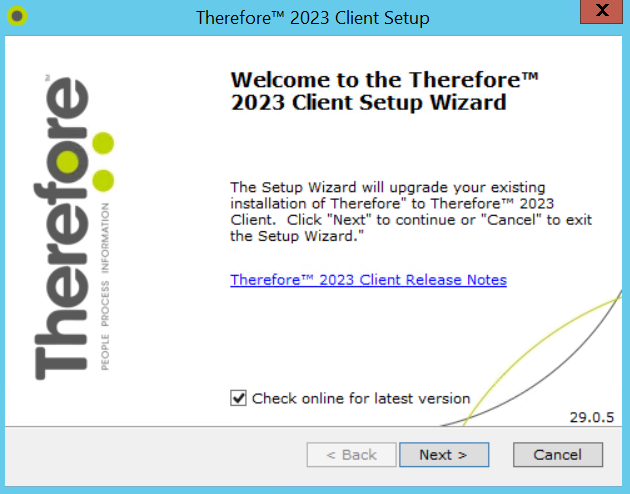 Therefore™ 2023 Client Setup
X
Therefore™
PEOPLE PROCESS INFORMATION
Welcome to the Therefore™
2023 Client Setup Wizard
The Setup Wizard will upgrade your existing
installation of Therefore" to Therefore™ 2023
Client.  Click "Next" to continue or "Cancel" to exit
the Setup Wizard."
Therefore™ 2023 Client Release Notes
Check online for latest version
29.0.5
< Back
Next >
Cancel